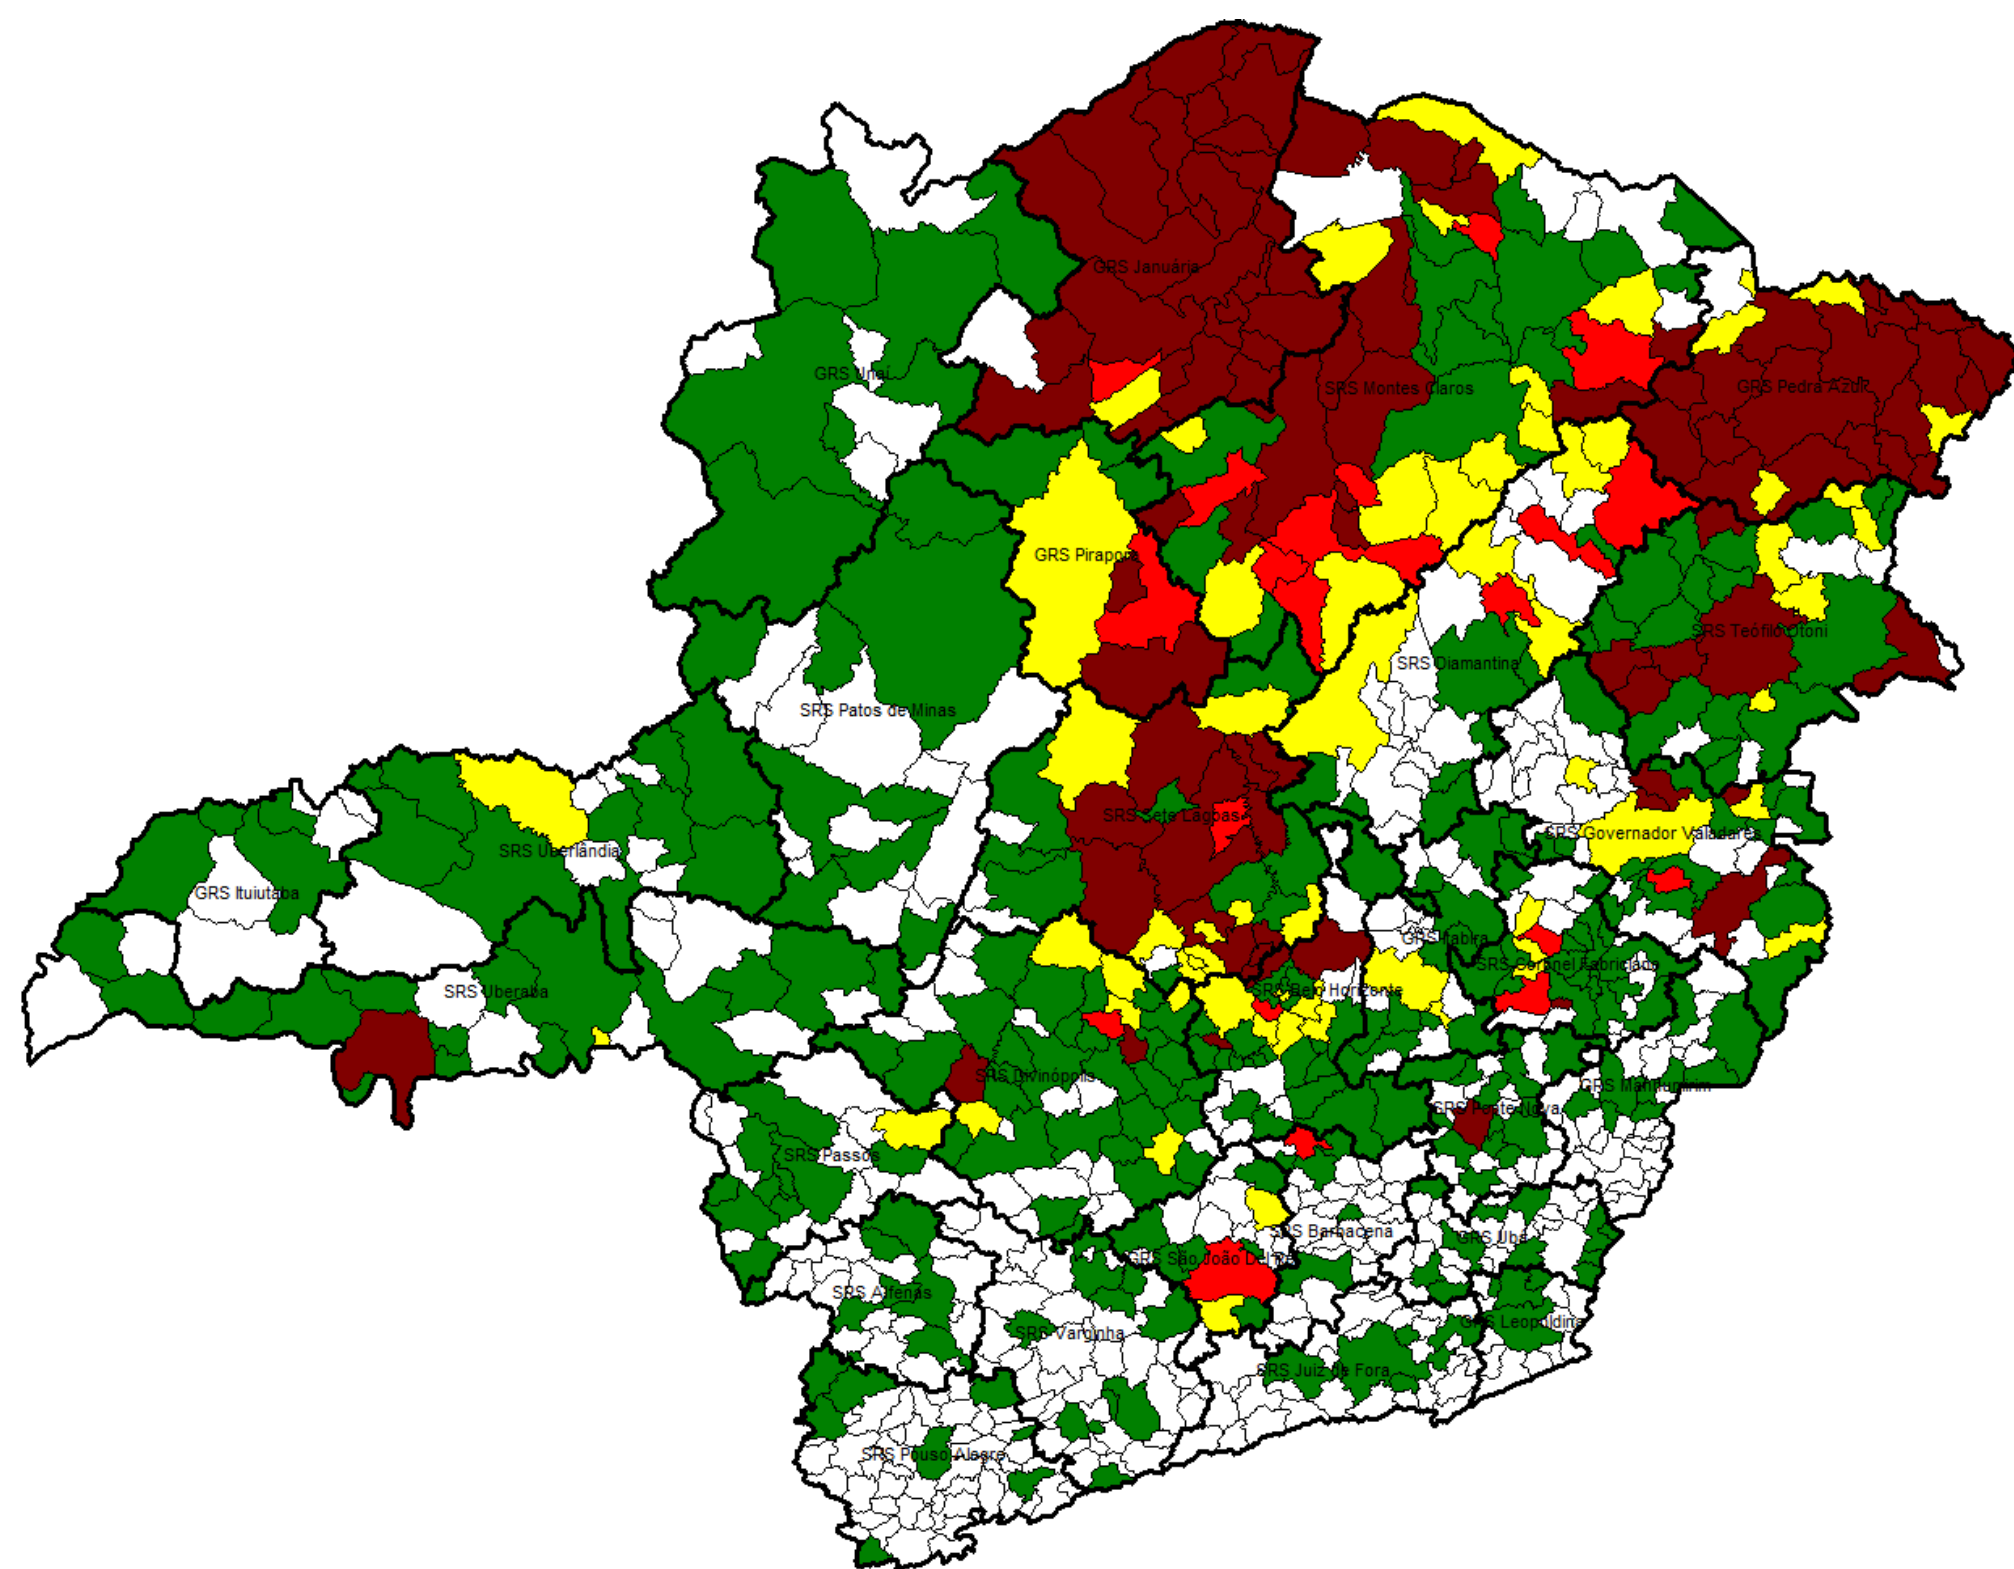 GRS Januária
GRS Unaí
SRS Montes Claros
GRS Pedra Azul
GRS Pirapora
SRS Teófilo Otoni
SRS Diamantina
SRS Patos de Minas
SRS Sete Lagoas
SRS Governador Valadares
SRS Uberlândia
GRS Ituiutaba
GRS Itabira
SRS Coronel Fabriciano
SRS Uberaba
SRS Belo Horizonte
SRS Divinópolis
GRS Manhumirim
SRS Ponte Nova
SRS Passos
SRS Barbacena
GRS Ubá
GRS São João Del Rei
SRS Alfenas
GRS Leopoldina
SRS Varginha
SRS Juiz de Fora
SRS Pouso Alegre